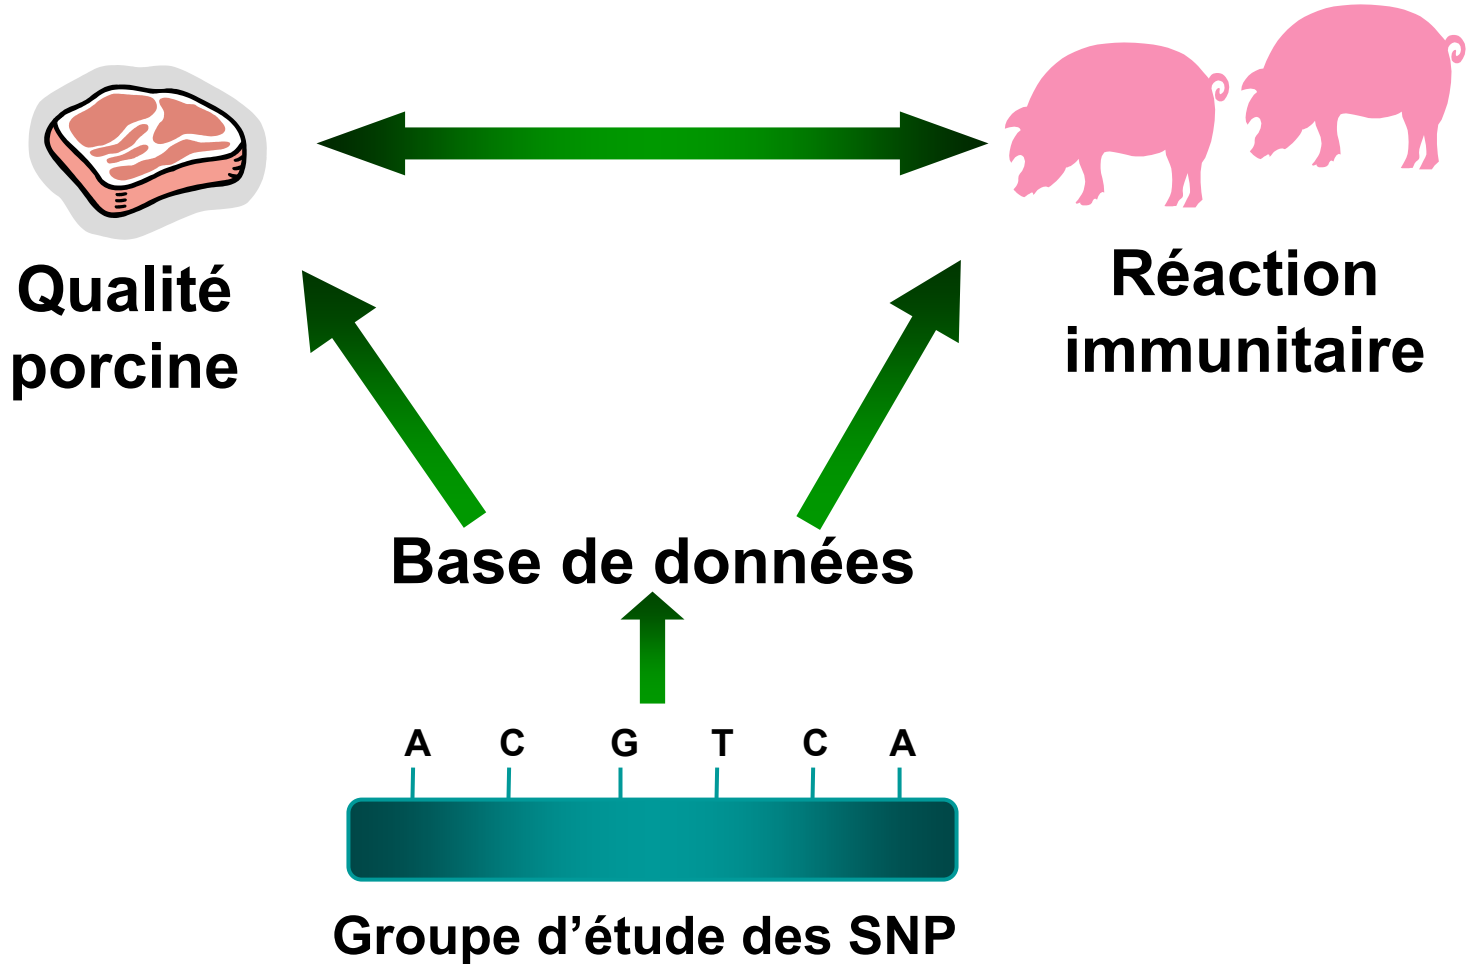 Qualité
porcine
Réaction
immunitaire
Base de données
A C G T C A
Groupe d’étude des SNP